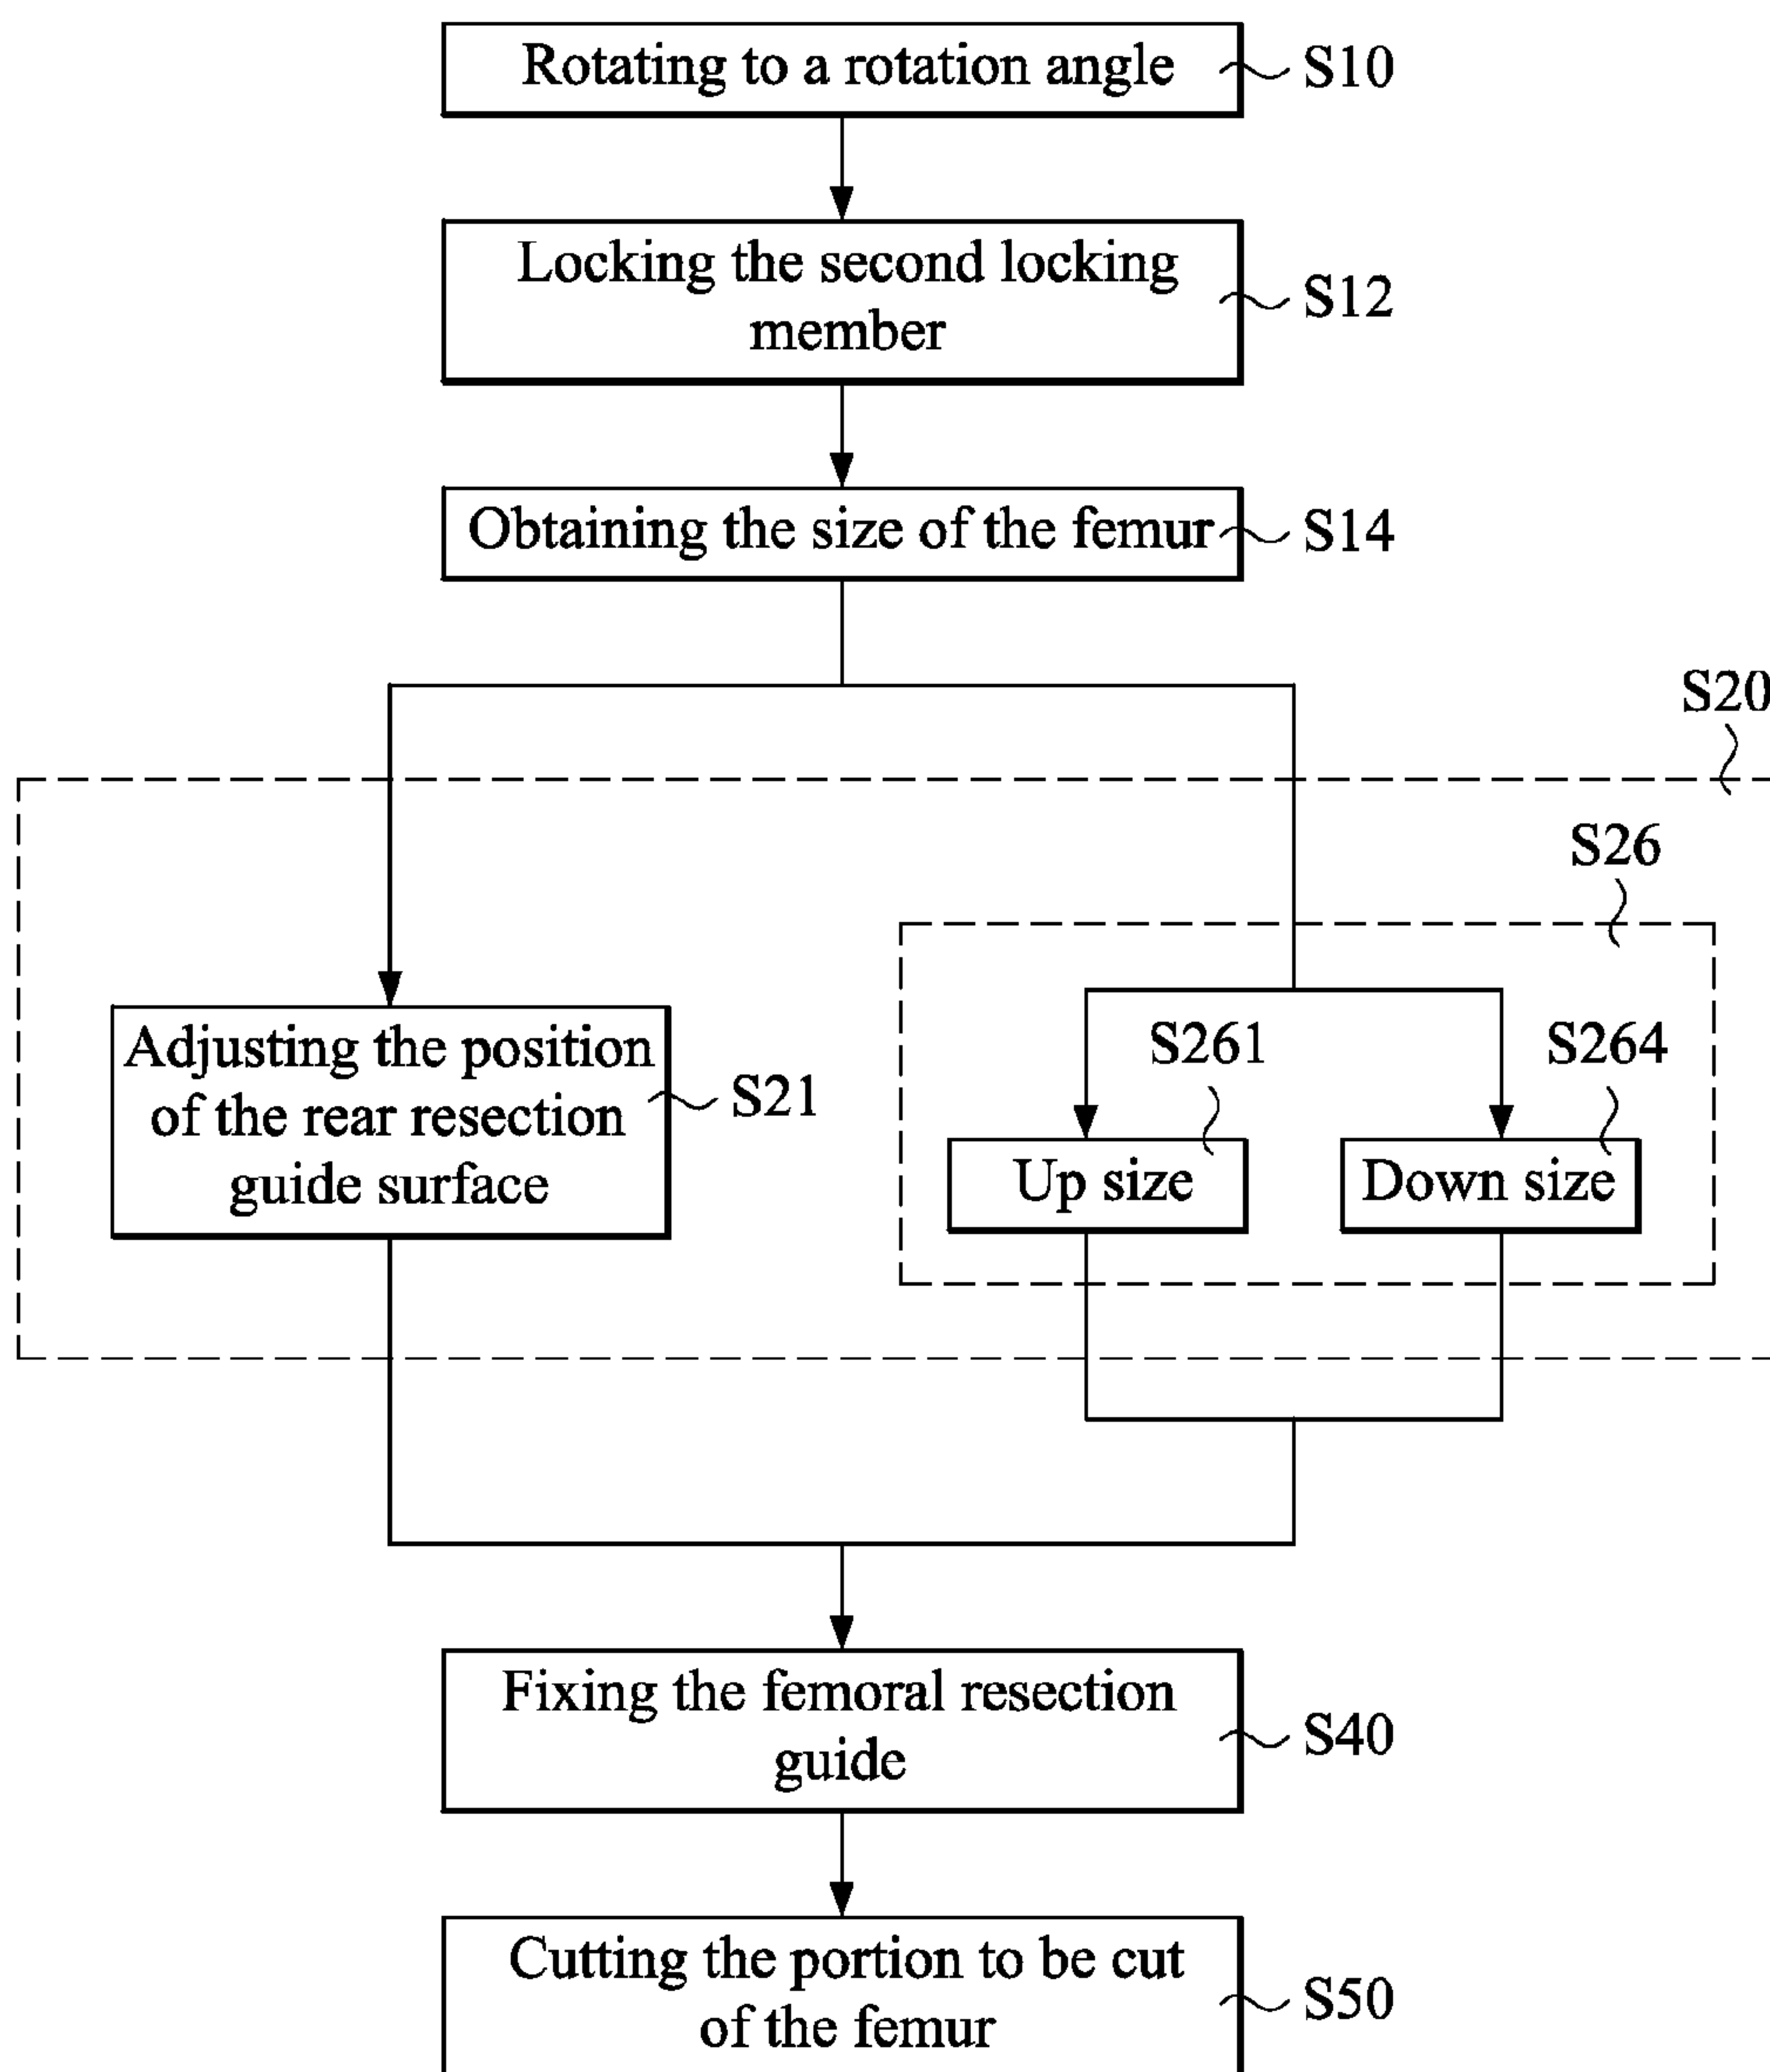 Rotating to a rotation angle
S10
Locking the second locking
member
S12
Obtaining the size of the femur
S14
S20
S26
Adjusting the position
of the rear resection
guide surface
S21
S261
S264
Up size
Down size
Fixing the femoral resection
guide
S40
Cutting the portion to be cut
of the femur
S50